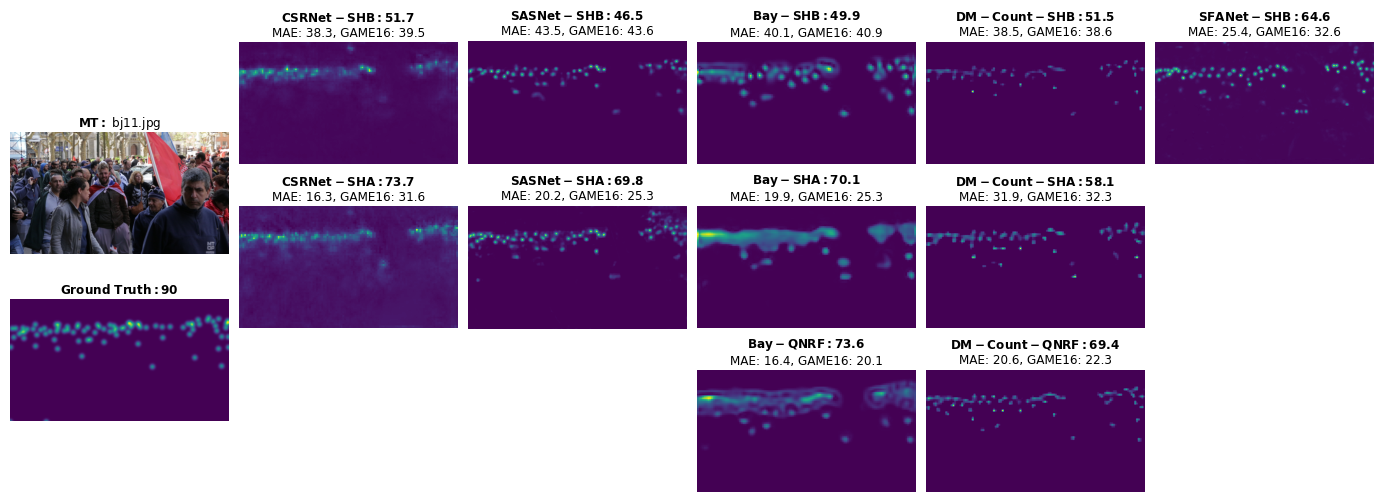 CSRNet−SHB: 51.7
MAE: 38.3, GAME16: 39.5
SASNet−SHB: 46.5
MAE: 43.5, GAME16: 43.6
Bay−SHB: 49.9
MAE: 40.1, GAME16: 40.9
DM−Count−SHB: 51.5
MAE: 38.5, GAME16: 38.6
SFANet−SHB: 64.6
MAE: 25.4, GAME16: 32.6
MT: bj11.jpg
CSRNet−SHA: 73.7
MAE: 16.3, GAME16: 31.6
SASNet−SHA: 69.8
MAE: 20.2, GAME16: 25.3
Bay−SHA: 70.1
MAE: 19.9, GAME16: 25.3
DM−Count−SHA: 58.1
MAE: 31.9, GAME16: 32.3
Ground Truth: 90
Bay−QNRF: 73.6
MAE: 16.4, GAME16: 20.1
DM−Count−QNRF: 69.4
MAE: 20.6, GAME16: 22.3